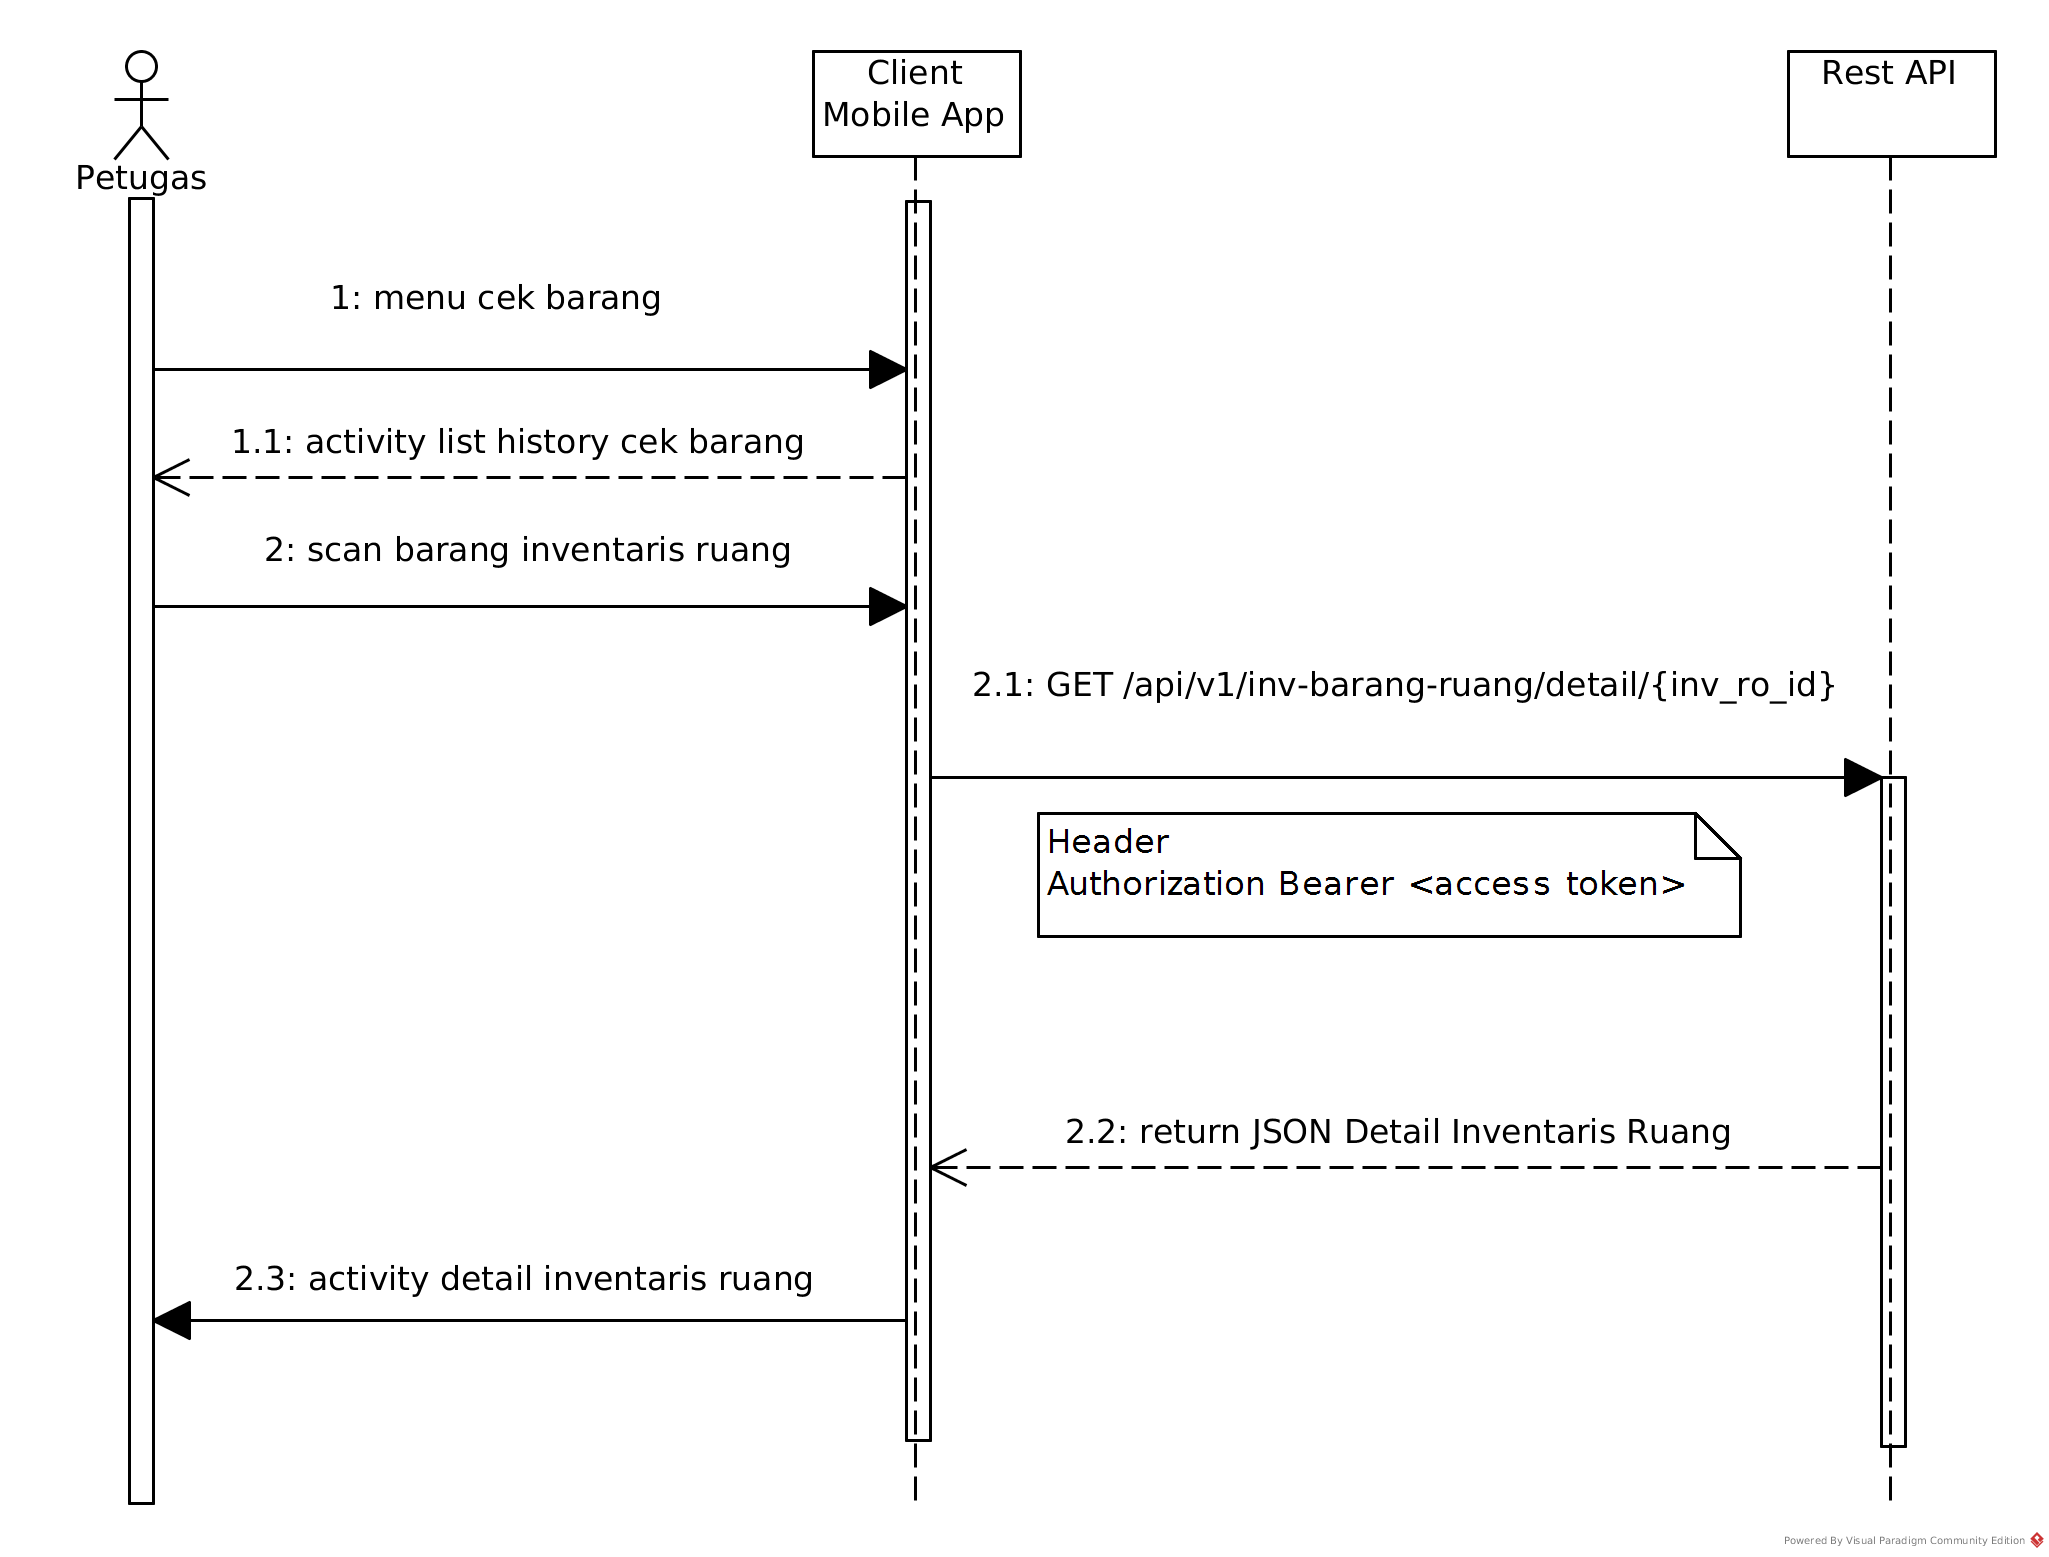 Client
Mobile App
Rest API
Petugas
1: menu cek barang
1.1: activity list history cek barang
2: scan barang inventaris ruang
2.1: GET /api/v1/inv-barang-ruang/detail/{inv_ro_id}
Header
Authorization Bearer <access token>
2.2: return JSON Detail Inventaris Ruang
2.3: activity detail inventaris ruang
Powered By Visual Paradigm Community Edition